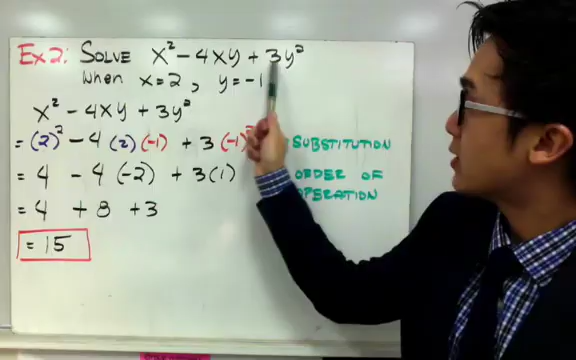 Ex2: SOLVE x² - 4xy + 3y²
when x=2, y=-1
x² - 4xy + 3y²
= (2)² - 4 (2) (-1) + 3 (-1)² SUBSTITUTION
= 4 - 4 (-2) + 3(1) ORDER OF
OPERATION
= 4 + 8 + 3
= 15